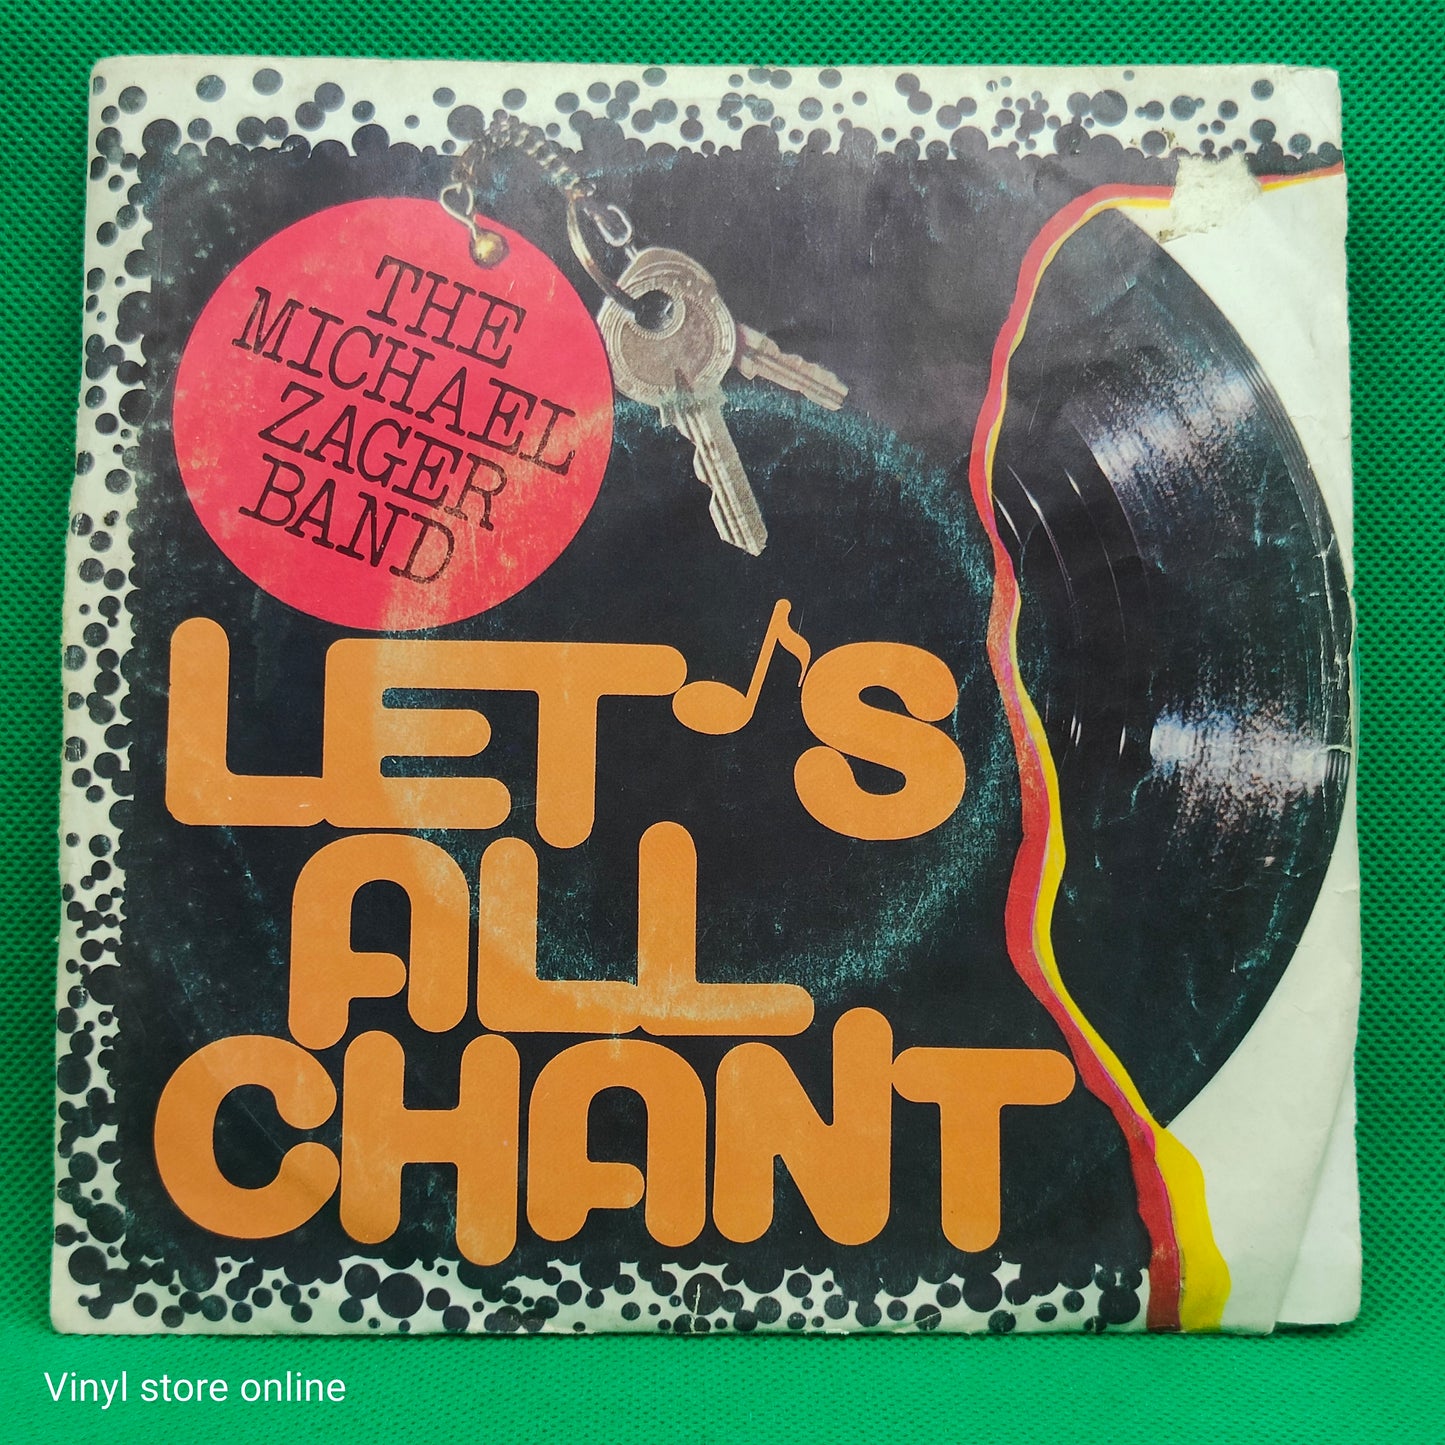 THE
MICHAEL
ZAGER
BAND
LET'S
ALL
CHANT
Vinyl store online